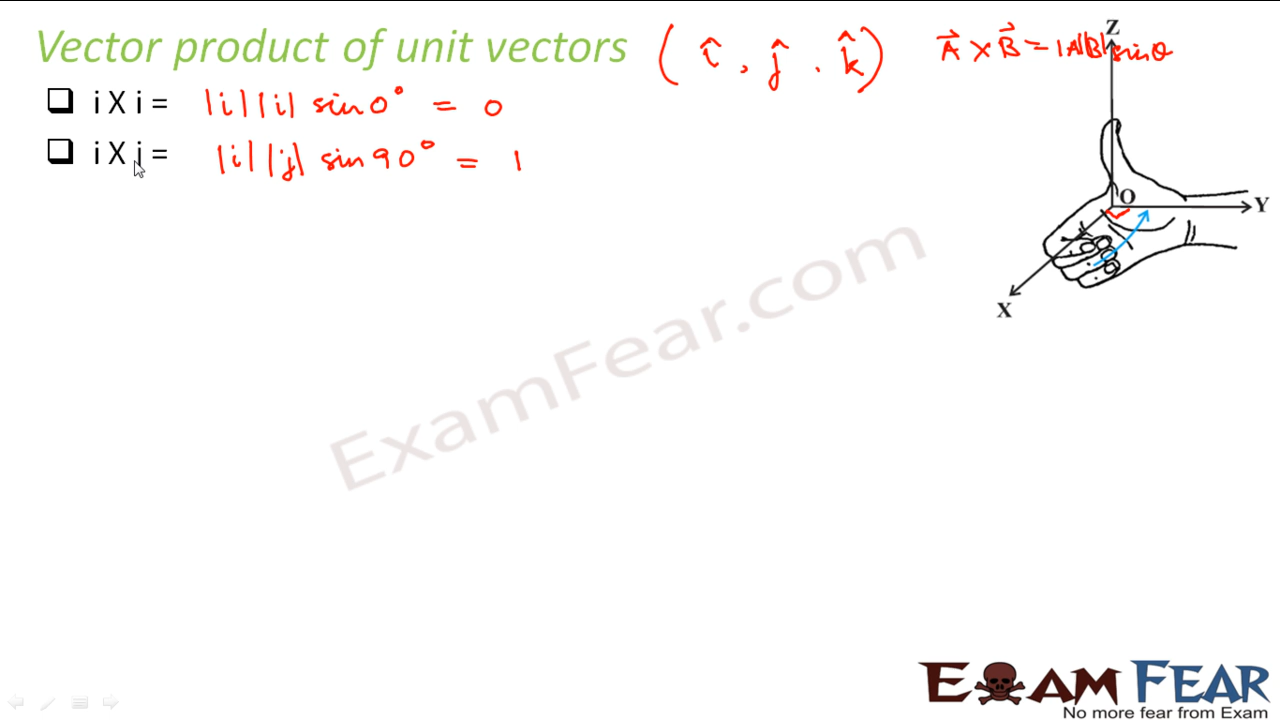 Vector product of unit vectors ( î , ĵ . k̂ )
A⃗ × B⃗ = |A||B| sinθ
❑ i X i = |i| |i| sin 0° = 0
❑ i X j = |i| |j| sin 90° = 1
Z
O
Y
X
ExamFear.com
EXAM FEAR
No more fear from Exam